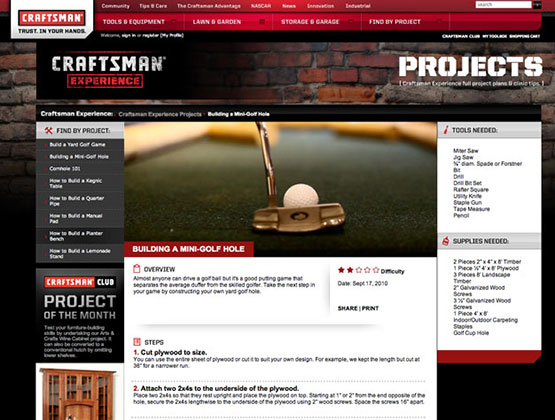 CRAFTSMAN
TRUST. IN YOUR HANDS.
Community Tips & Care The Craftsman Advantage NASCAR News Innovation Industrial
search
TOOLS & EQUIPMENT LAWN & GARDEN STORAGE & GARAGE FIND BY PROJECT
Welcome, sign in or register [My Profile]
CRAFTSMAN CLUB MY TOOLBOX SHOPPING CART
CRAFTSMAN
EXPERIENCE
PROJECTS
[ Craftsman Experience full project plans & clinic tips. ]
Craftsman Experience: Craftsman Experience Projects : Building a Mini-Golf Hole
FIND BY PROJECT:
Build a Yard Golf Game
Building a Mini-Golf Hole
Cornhole 101
How to Build a Kegnic
Table
How to Build a Quarter
Pipe
How to Build a Manual
Pad
How to Build a Planter
Bench
How to Build a Lemonade
Stand
CRAFTSMAN CLUB
PROJECT
OF THE MONTH
Test your furniture-building
skills by undertaking our Arts &
Crafts Wine Cabinet project. It
can also be converted to a
conventional hutch by omitting
lower shelves.
BUILDING A MINI-GOLF HOLE
OVERVIEW
Almost anyone can drive a golf ball but it's a good putting game that
separates the average duffer from the skilled golfer. Take the next step in
your game by constructing your own yard golf hole.
Difficulty
Date: Sept 17, 2010
SHARE | PRINT
STEPS
1. Cut plywood to size.
You can use the entire sheet of plywood or cut it to suit your own design. For example, we kept the length but cut at
36" for a narrower run.
2. Attach two 2x4s to the underside of the plywood.
Place two 2x4s so that they rest upright and place the plywood on top. Starting at 1" or 2" from the end opposite of the
hole, secure the 2x4s lengthwise to the underside of the plywood using 2" wood screws. Space the screws 16" apart.
TOOLS NEEDED:
Miter Saw
Jig Saw
¾" diam. Spade or Forstner
Bit
Drill
Drill Bit Set
Rafter Square
Utility Knife
Staple Gun
Tape Measure
Pencil
SUPPLIES NEEDED:
2 Pieces 2" x 4" x 8' Timber
1 Piece ½" 4' x 8' Plywood
3 Pieces 8' Landscape
Timber
2" Galvanized Wood
Screws
3 ½" Galvanized Wood
Screws
1 Piece 4' x 8'
Indoor/Outdoor Carpeting
Staples
Golf Cup Hole